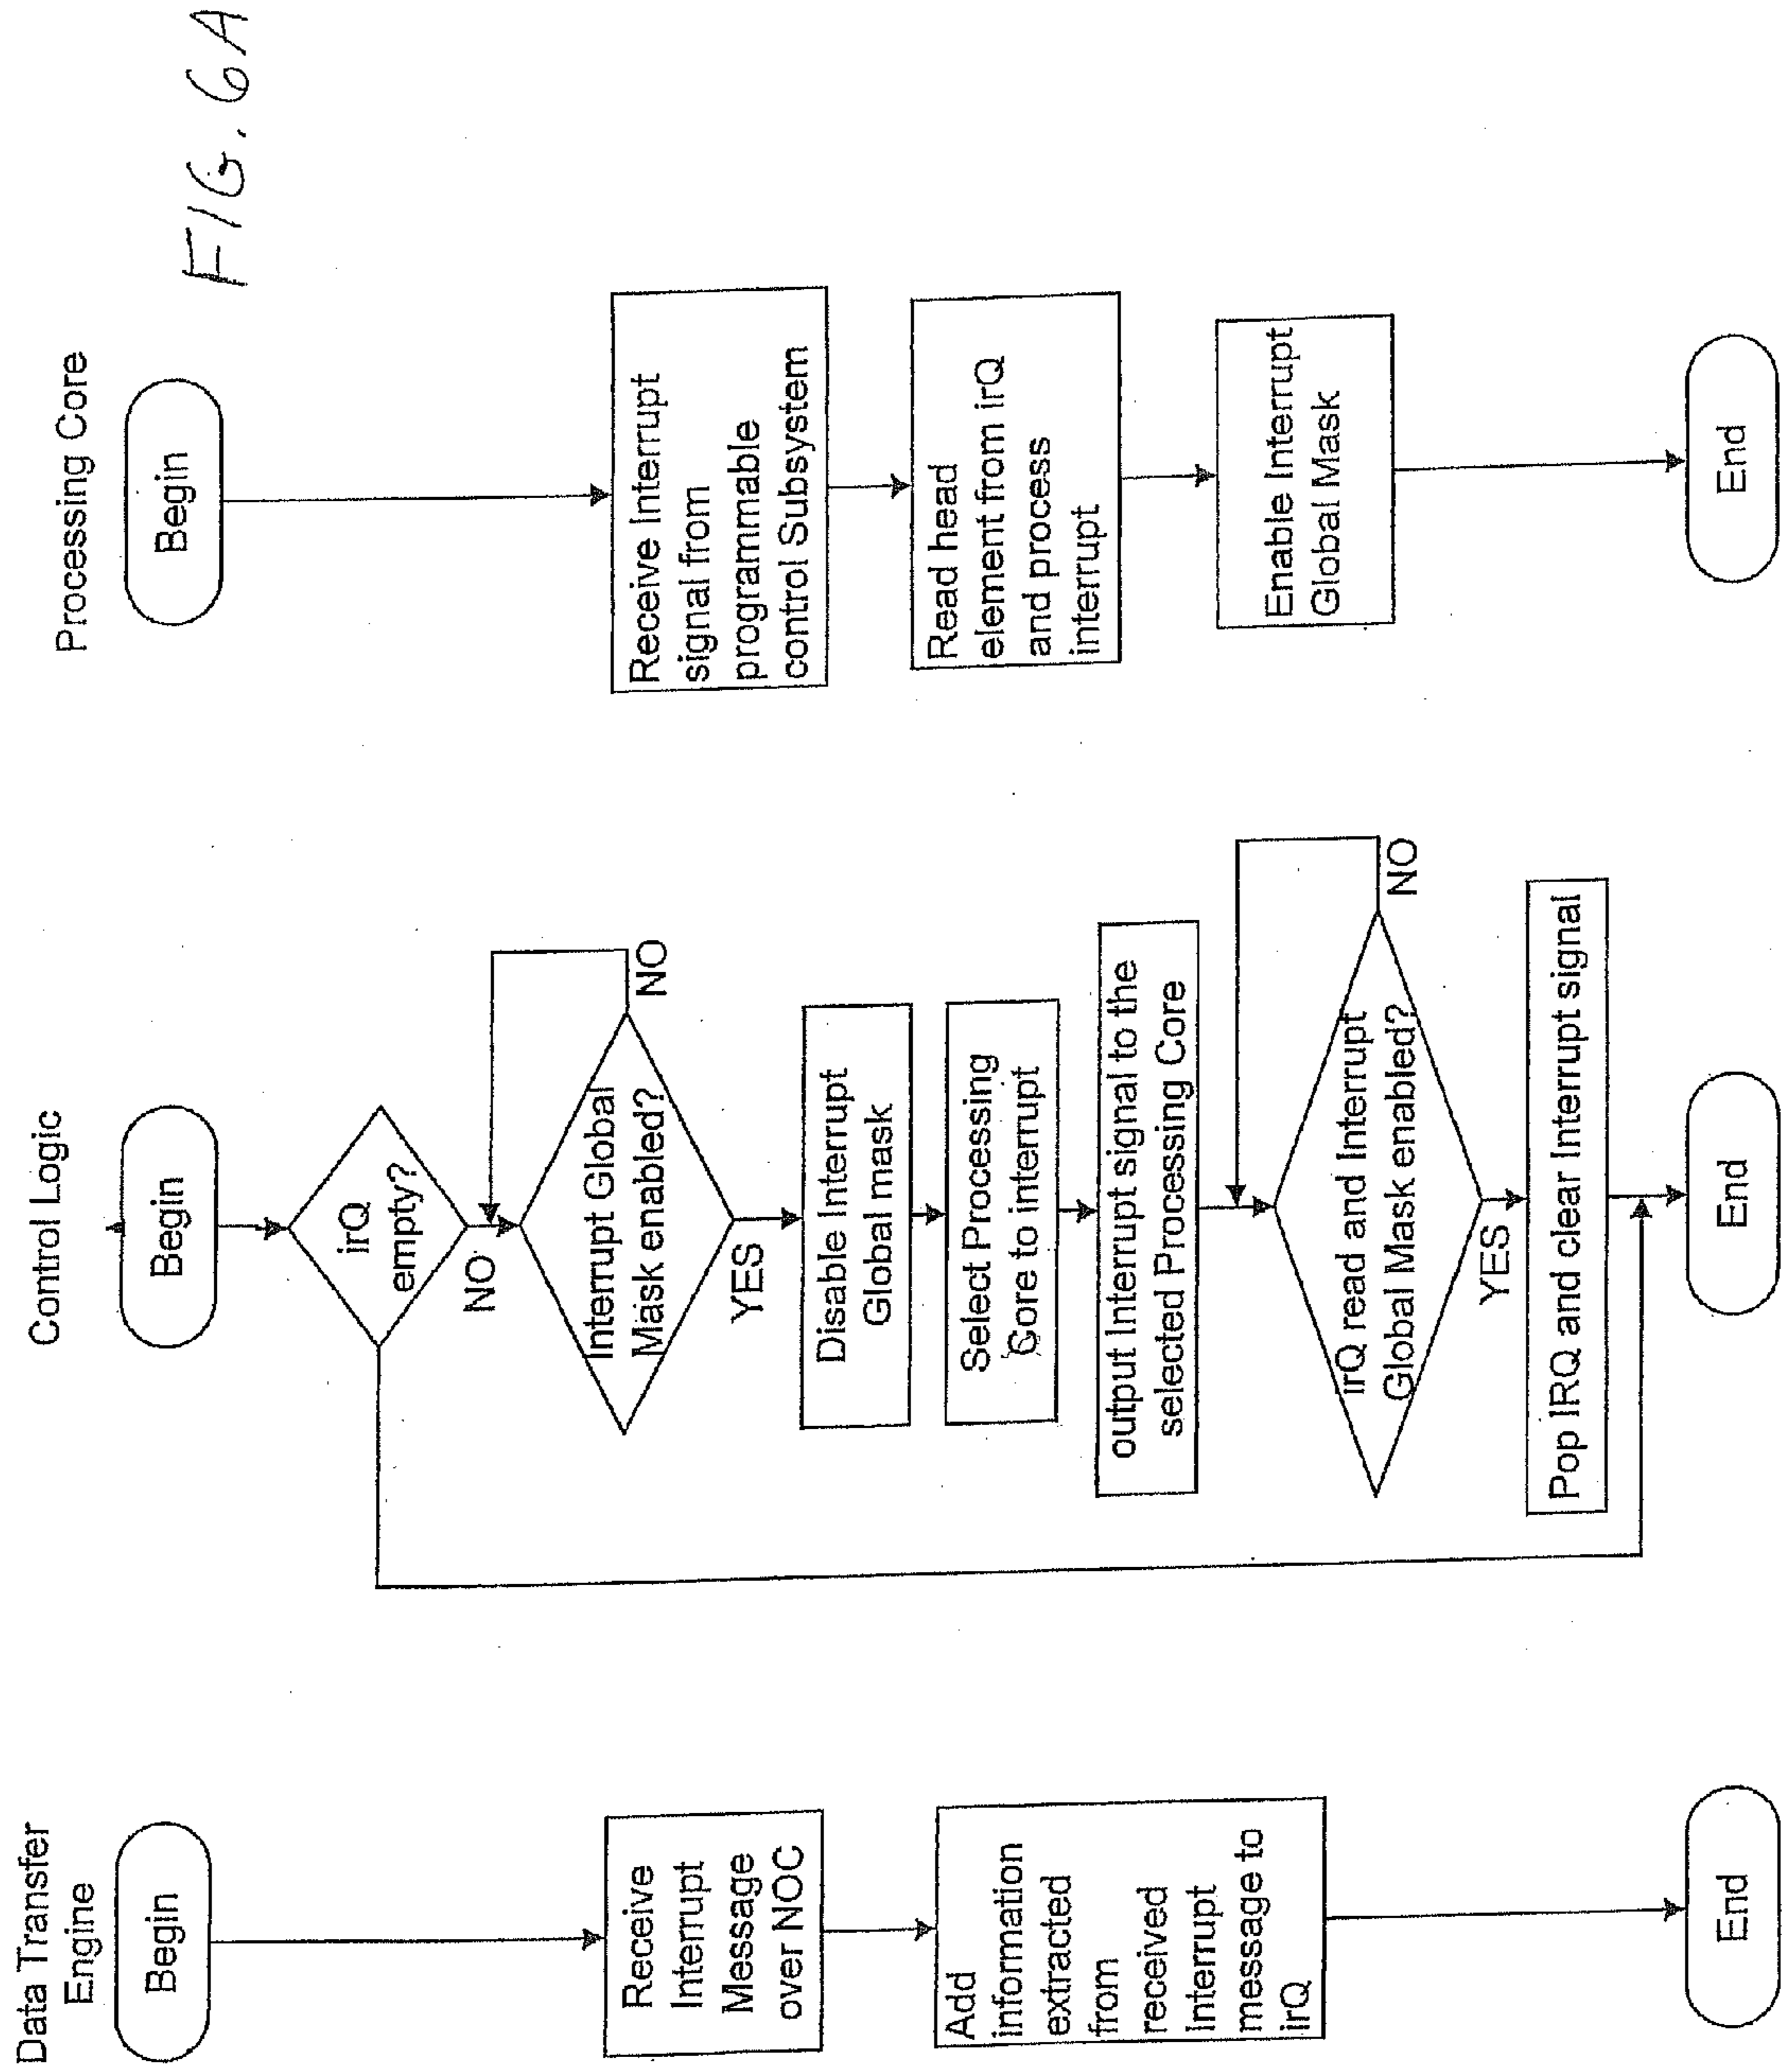 FIG. 6A
Data Transfer
Engine
Begin
Receive
Interrupt
Message
over NOC
Add
information
extracted
from
received
Interrupt
message to
irQ
End
Control Logic
Begin
irQ
empty?
NO
Interrupt Global
Mask enabled?
NO
YES
Disable Interrupt
Global mask
Select Processing
Core to interrupt
output Interrupt signal to the
selected Processing Core
irQ read and Interrupt
Global Mask enabled?
NO
YES
Pop IRQ and clear Interrupt signal
End
Processing Core
Begin
Receive Interrupt
signal from
programmable
control Subsystem
Read head
element from irQ
and process
interrupt
Enable Interrupt
Global Mask
End